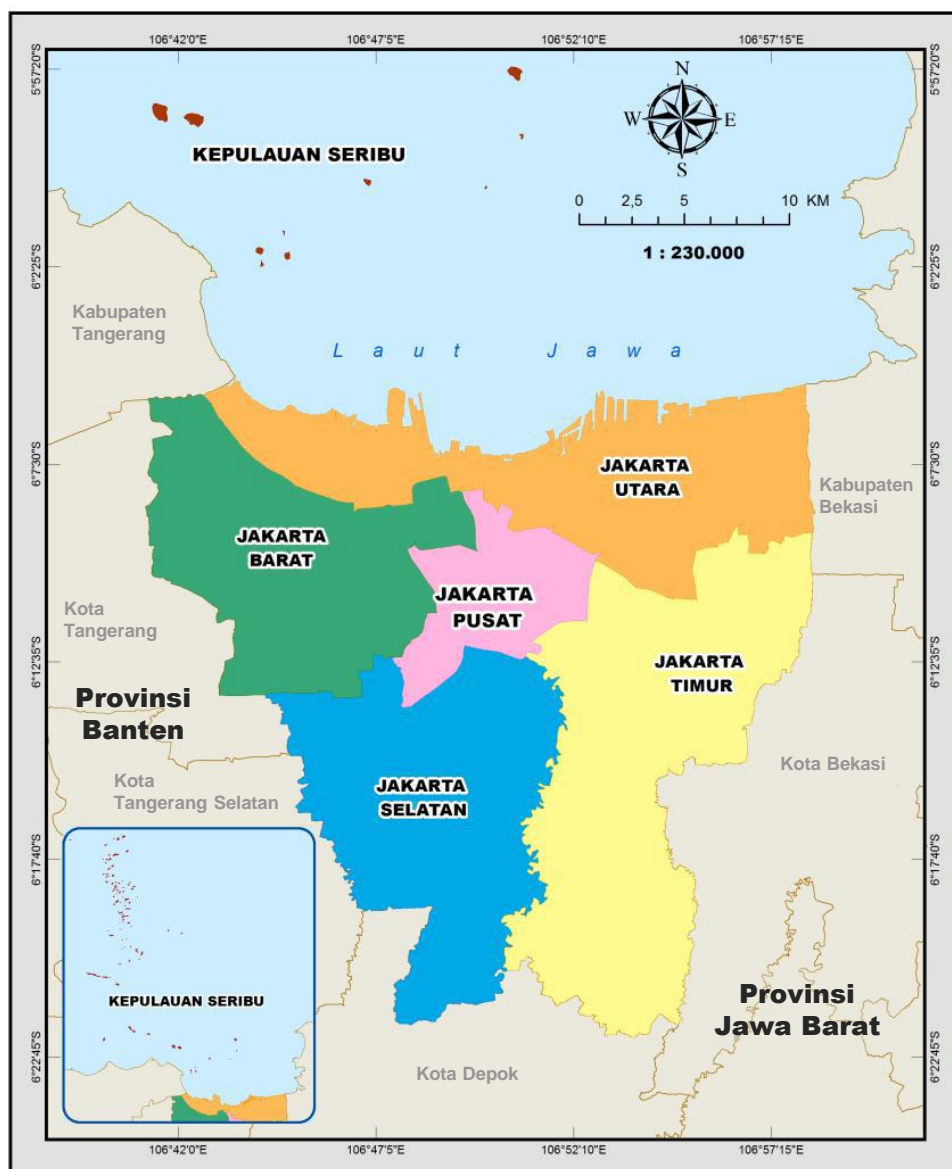 106°42'0"E
106°47'5"E
106°52'10"E
106°57'15"E
5°57'20"S
5°57'20"S
N
W
E
S
KEPULAUAN SERIBU
0 2,5 5 10 KM
1 : 230.000
6°2'25"S
6°2'25"S
Kabupaten
Tangerang
Laut Jawa
6°7'30"S
6°7'30"S
JAKARTA
UTARA
Kabupaten
Bekasi
JAKARTA
BARAT
JAKARTA
PUSAT
Kota
Tangerang
6°12'35"S
6°12'35"S
JAKARTA
TIMUR
Provinsi
Banten
Kota
Tangerang Selatan
Kota Bekasi
JAKARTA
SELATAN
6°17'40"S
6°17'40"S
KEPULAUAN SERIBU
Provinsi
Jawa Barat
6°22'45"S
6°22'45"S
Kota Depok
106°42'0"E
106°47'5"E
106°52'10"E
106°57'15"E